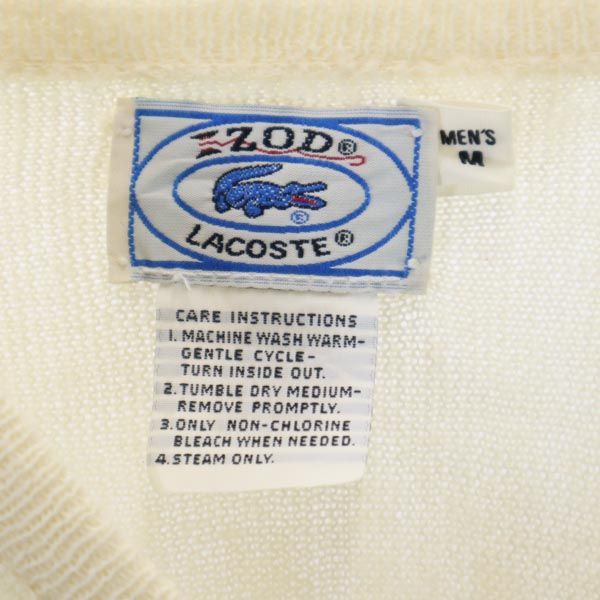 IZOD®
®
LACOSTE®
MEN'S
M
CARE INSTRUCTIONS
1. MACHINE WASH WARM-
GENTLE CYCLE-
TURN INSIDE OUT.
2. TUMBLE DRY MEDIUM-
REMOVE PROMPTLY.
3. ONLY NON-CHLORINE
BLEACH WHEN NEEDED.
4. STEAM ONLY.